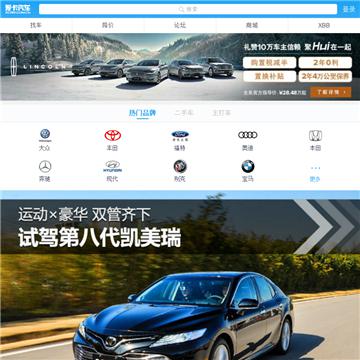 爱卡汽车
搜索
登录
找车 降价 论坛 商城 XBB
LINCOLN
礼赞10万车主信赖 聚Hui在一起
购置税减半 2年0利
置换补贴 2年4万公里保养
全系官方指导价: ¥28.48万起 了解详情 >
热门品牌 二手车 主打车
大众 丰田 福特 奥迪 本田
HYUNDAI
奔驰 现代 别克 宝马 更多
运动×豪华 双管齐下
试驾第八代凯美瑞